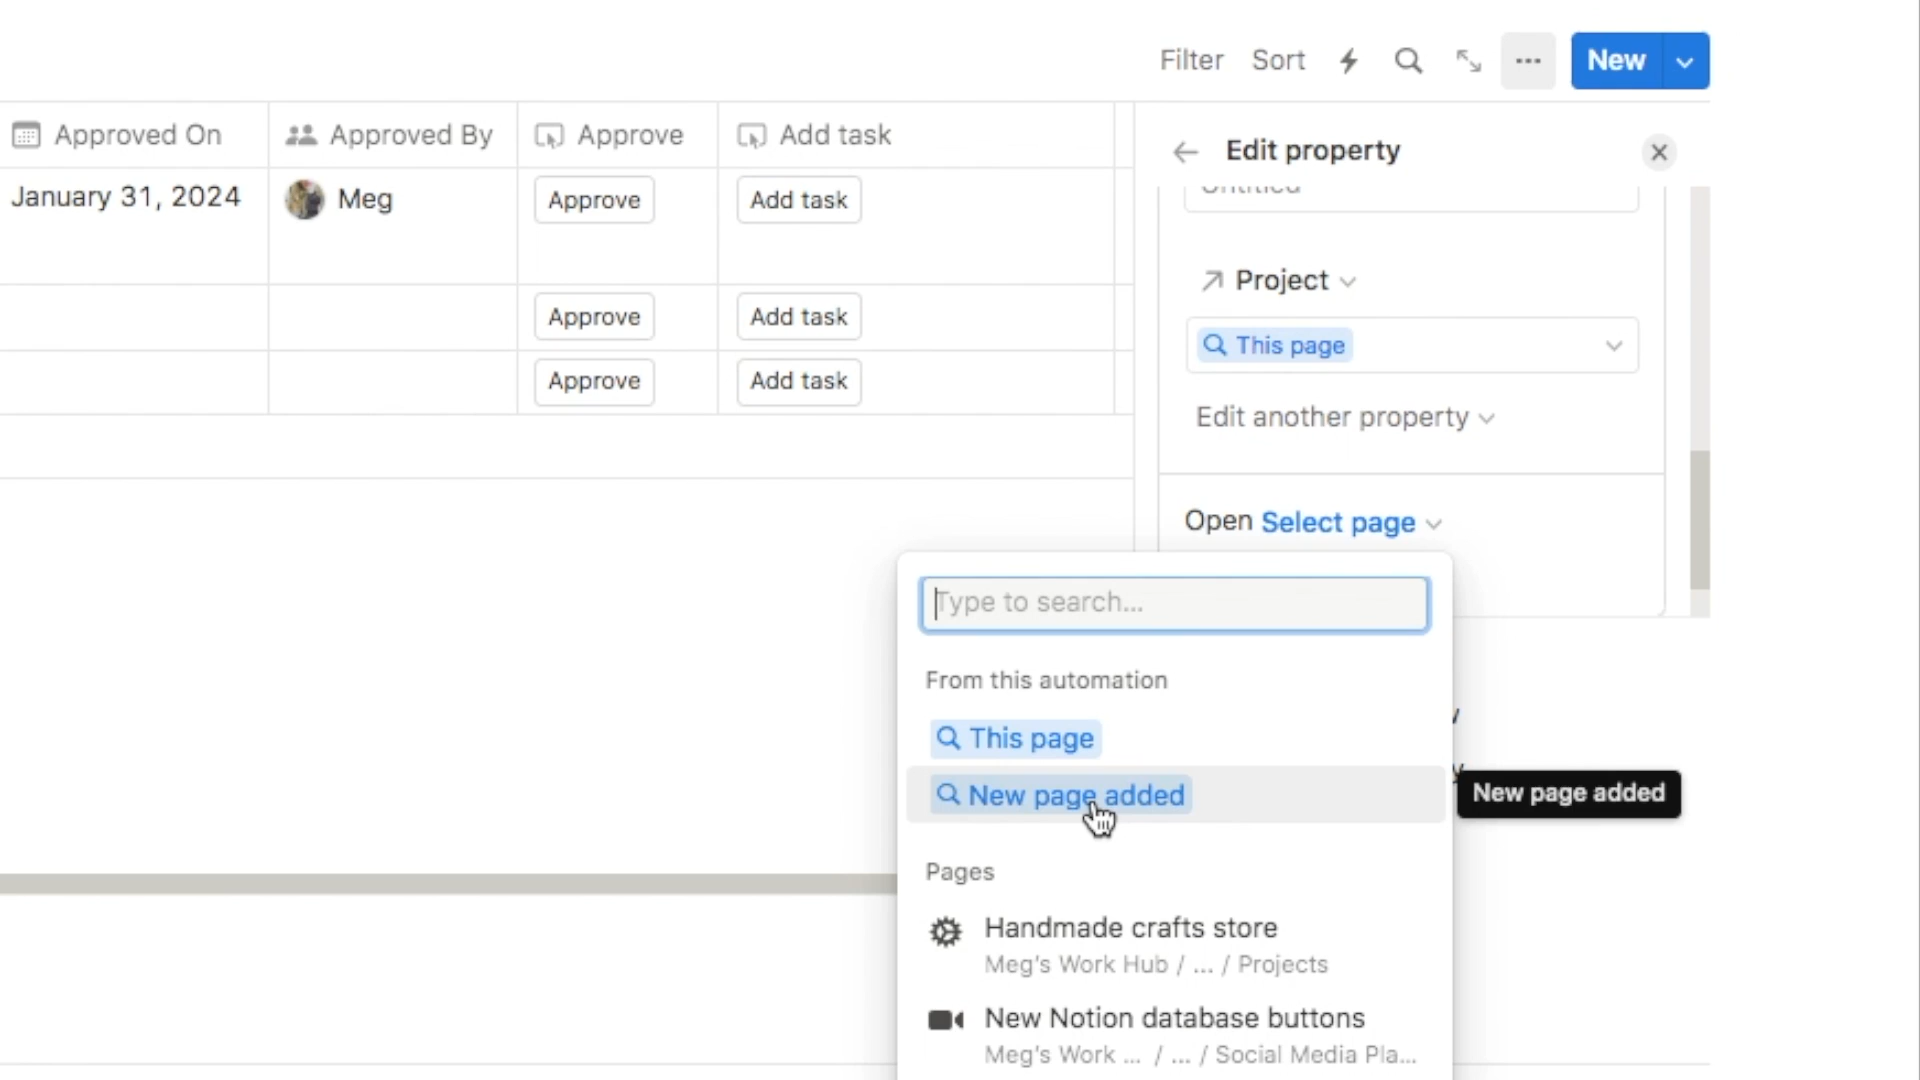 Filter Sort New
Approved On Approved By Approve Add task
Edit property
Untitled
January 31, 2024 Meg Approve Add task
Project
Approve Add task
This page
Approve Add task
Edit another property
Open Select page
Type to search...
From this automation
This page
New page added
New page added
Pages
Handmade crafts store
Meg's Work Hub / ... / Projects
New Notion database buttons
Meg's Work ... / ... / Social Media Pla...